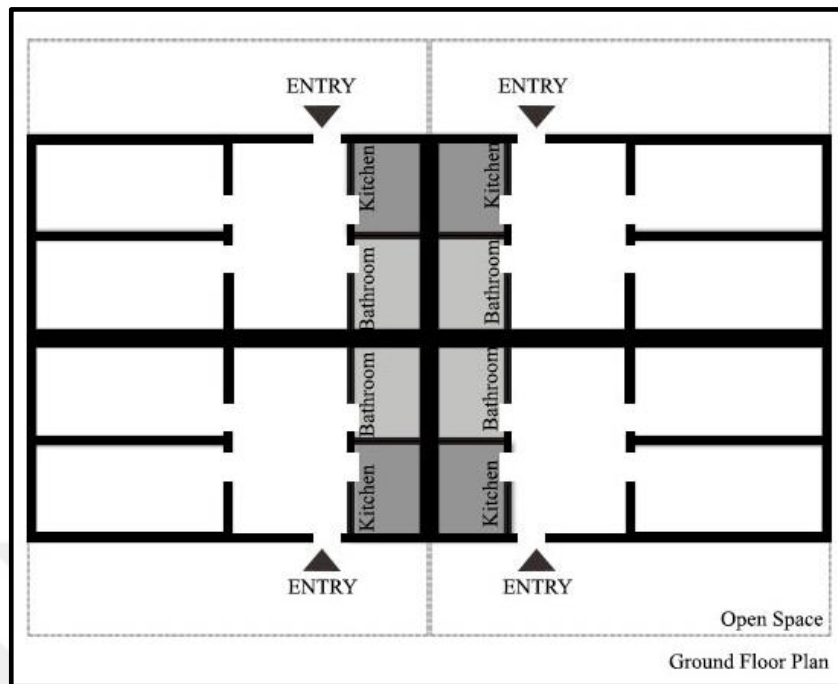 ENTRY
ENTRY
Kitchen
Kitchen
Bathroom
Bathroom
Bathroom
Bathroom
Kitchen
Kitchen
ENTRY
ENTRY
Open Space
Ground Floor Plan